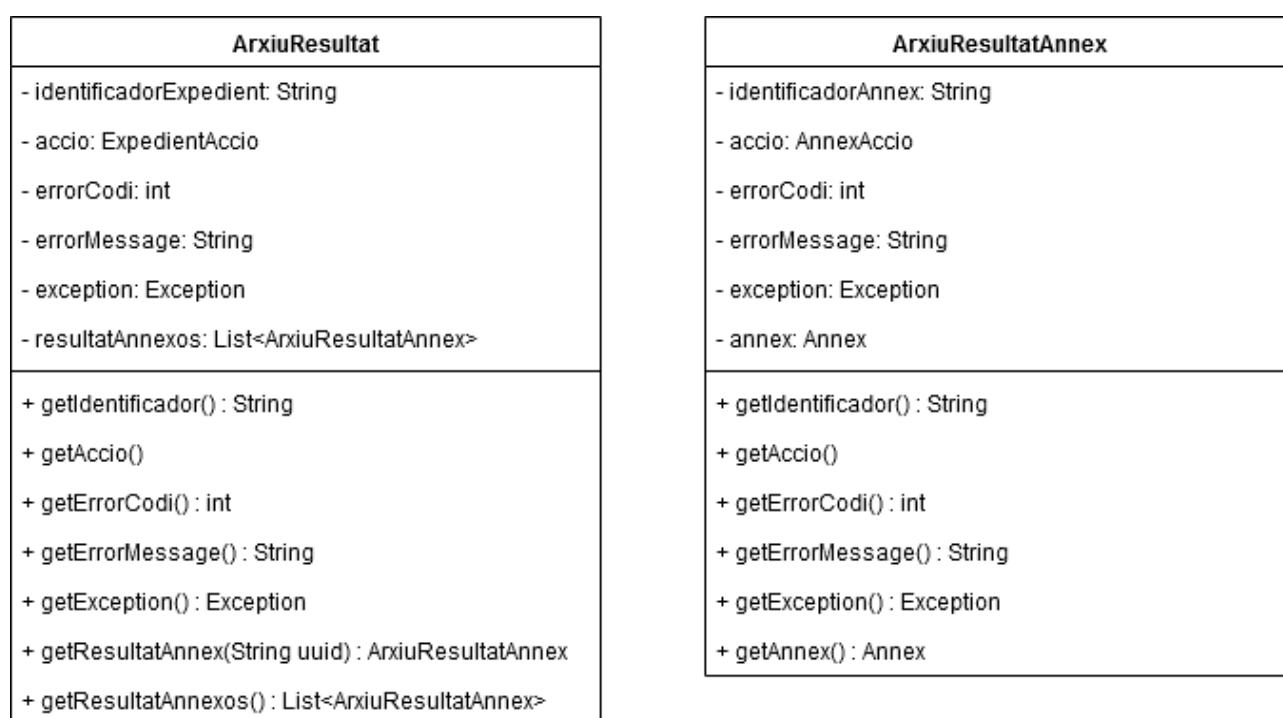 ArxiuResultat
- identificadorExpedient: String
- accio: ExpedientAccio
- errorCodi: int
- errorMessage: String
- exception: Exception
- resultatAnnexos: List<ArxiuResultatAnnex>
+ getIdentificador() : String
+ getAccio()
+ getErrorCodi() : int
+ getErrorMessage() : String
+ getException() : Exception
+ getResultatAnnex(String uuid) : ArxiuResultatAnnex
+ getResultatAnnexos() : List<ArxiuResultatAnnex>
ArxiuResultatAnnex
- identificadorAnnex: String
- accio: AnnexAccio
- errorCodi: int
- errorMessage: String
- exception: Exception
- annex: Annex
+ getIdentificador() : String
+ getAccio()
+ getErrorCodi() : int
+ getErrorMessage() : String
+ getException() : Exception
+ getAnnex() : Annex